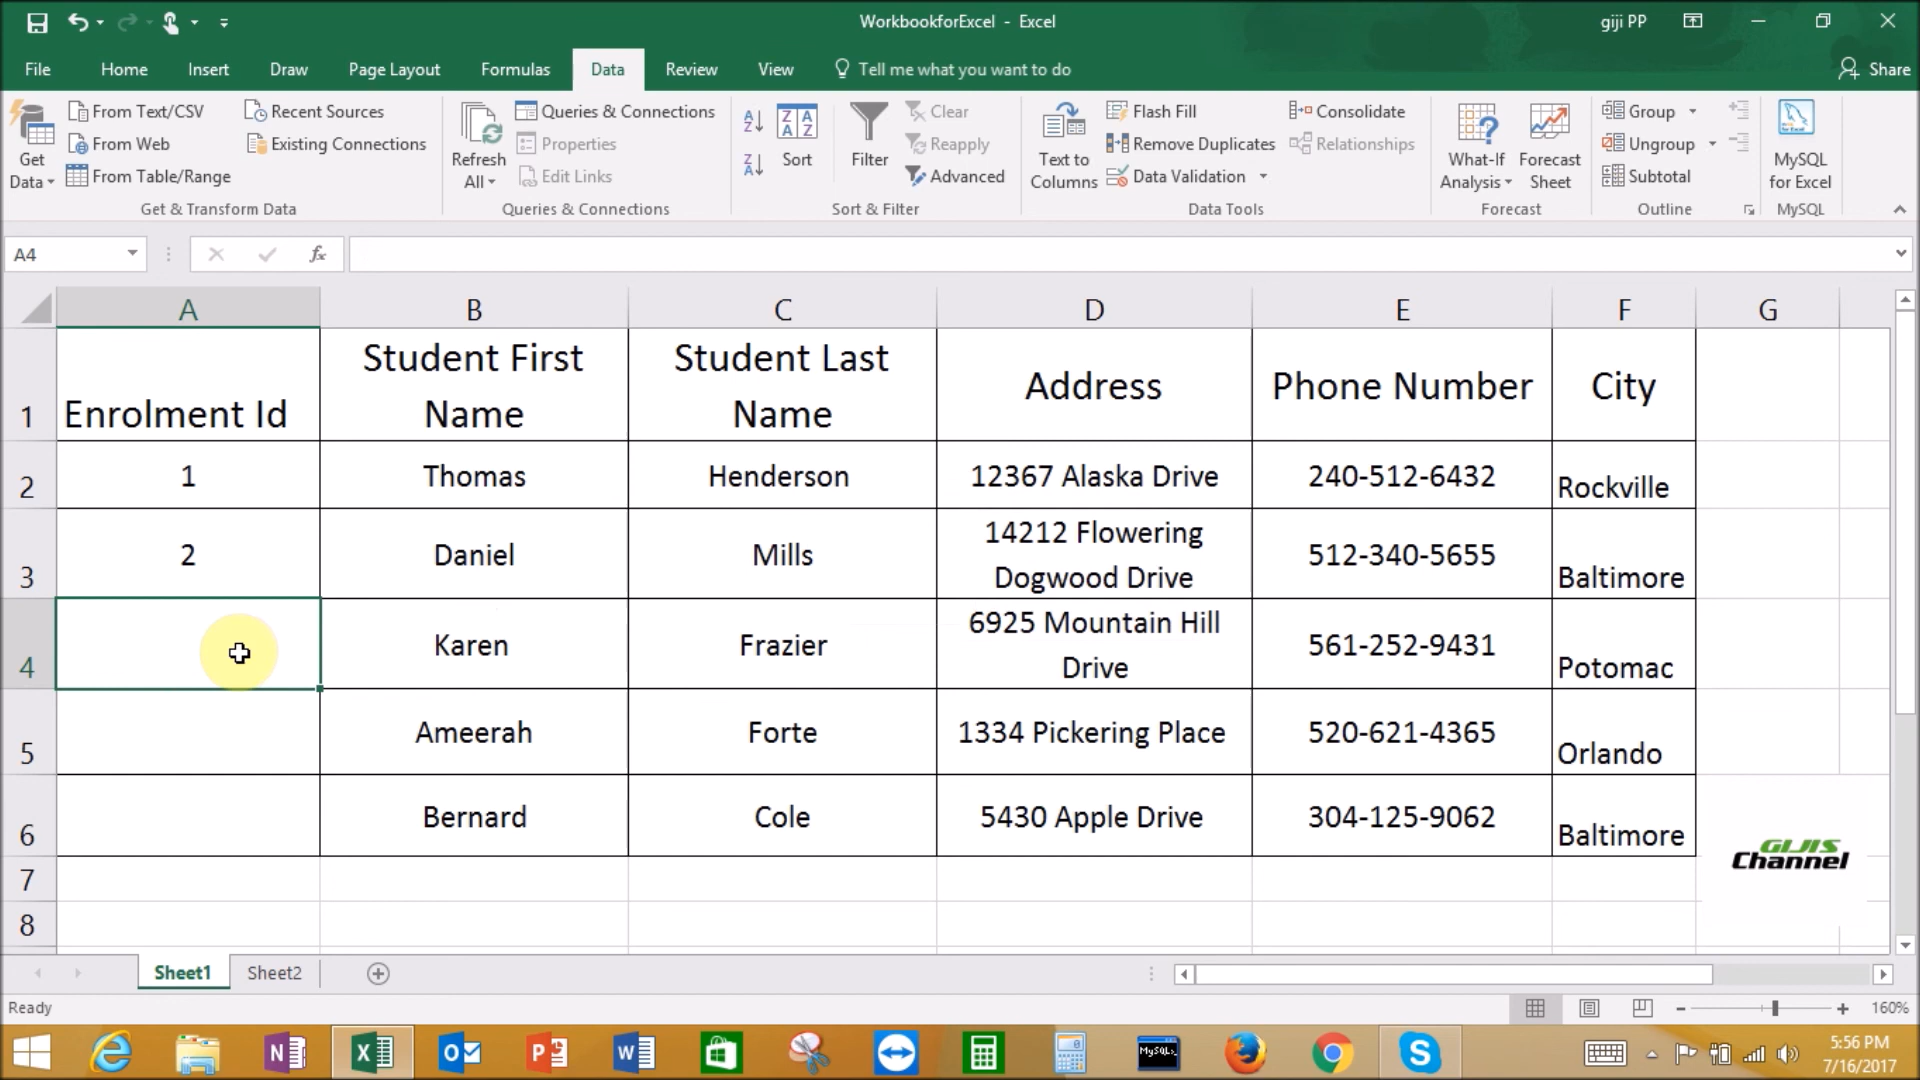 WorkbookforExcel - Excel
giji PP
File
Home
Insert
Draw
Page Layout
Formulas
Data
Review
View
Tell me what you want to do
Share
Get
Data
From Text/CSV
From Web
From Table/Range
Recent Sources
Existing Connections
Get & Transform Data
Refresh
All
Queries & Connections
Properties
Edit Links
Queries & Connections
Sort
Filter
Clear
Reapply
Advanced
Sort & Filter
Text to
Columns
Flash Fill
Remove Duplicates
Data Validation
Consolidate
Relationships
Data Tools
What-If
Analysis
Forecast
Sheet
Forecast
Group
Ungroup
Subtotal
Outline
MySQL
for Excel
MySQL
A4
fx
A B C D E F G
1
Enrolment Id
Student First
Name
Student Last
Name
Address
Phone Number
City
2
1
Thomas
Henderson
12367 Alaska Drive
240-512-6432
Rockville
3
2
Daniel
Mills
14212 Flowering
Dogwood Drive
512-340-5655
Baltimore
4
Karen
Frazier
6925 Mountain Hill
Drive
561-252-9431
Potomac
5
Ameerah
Forte
1334 Pickering Place
520-621-4365
Orlando
6
Bernard
Cole
5430 Apple Drive
304-125-9062
Baltimore
GIJIS
Channel
7
8
Sheet1
Sheet2
Ready
160%
5:56 PM
7/16/2017